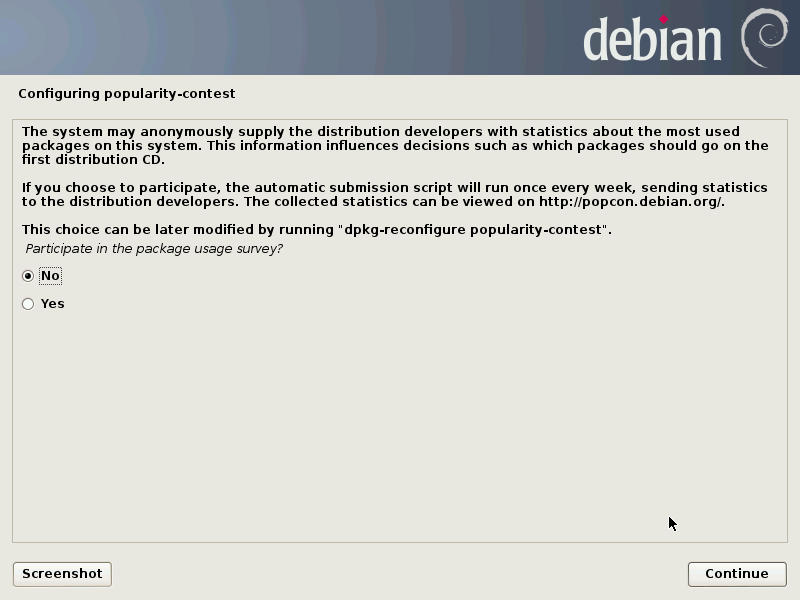 debian
Configuring popularity-contest
The system may anonymously supply the distribution developers with statistics about the most used
packages on this system. This information influences decisions such as which packages should go on the
first distribution CD.
If you choose to participate, the automatic submission script will run once every week, sending statistics
to the distribution developers. The collected statistics can be viewed on http://popcon.debian.org/.
This choice can be later modified by running "dpkg-reconfigure popularity-contest".
Participate in the package usage survey?
No
Yes
Screenshot
Continue